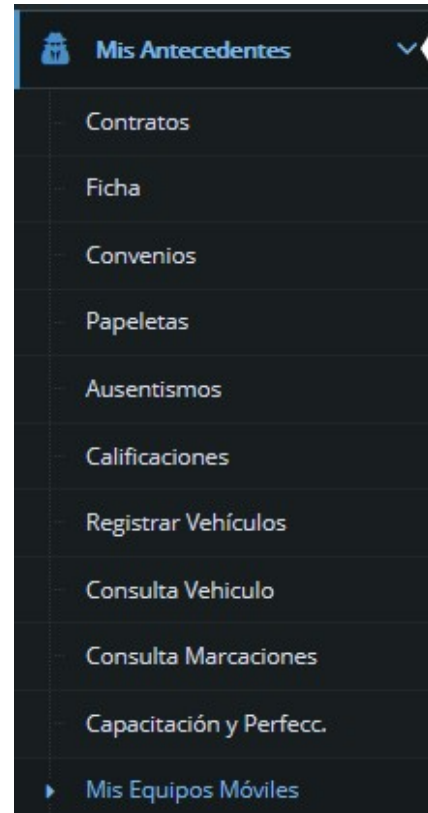 Mis Antecedentes
Contratos
Ficha
Convenios
Papeletas
Ausentismos
Calificaciones
Registrar Vehículos
Consulta Vehiculo
Consulta Marcaciones
Capacitación y Perfecc.
Mis Equipos Móviles